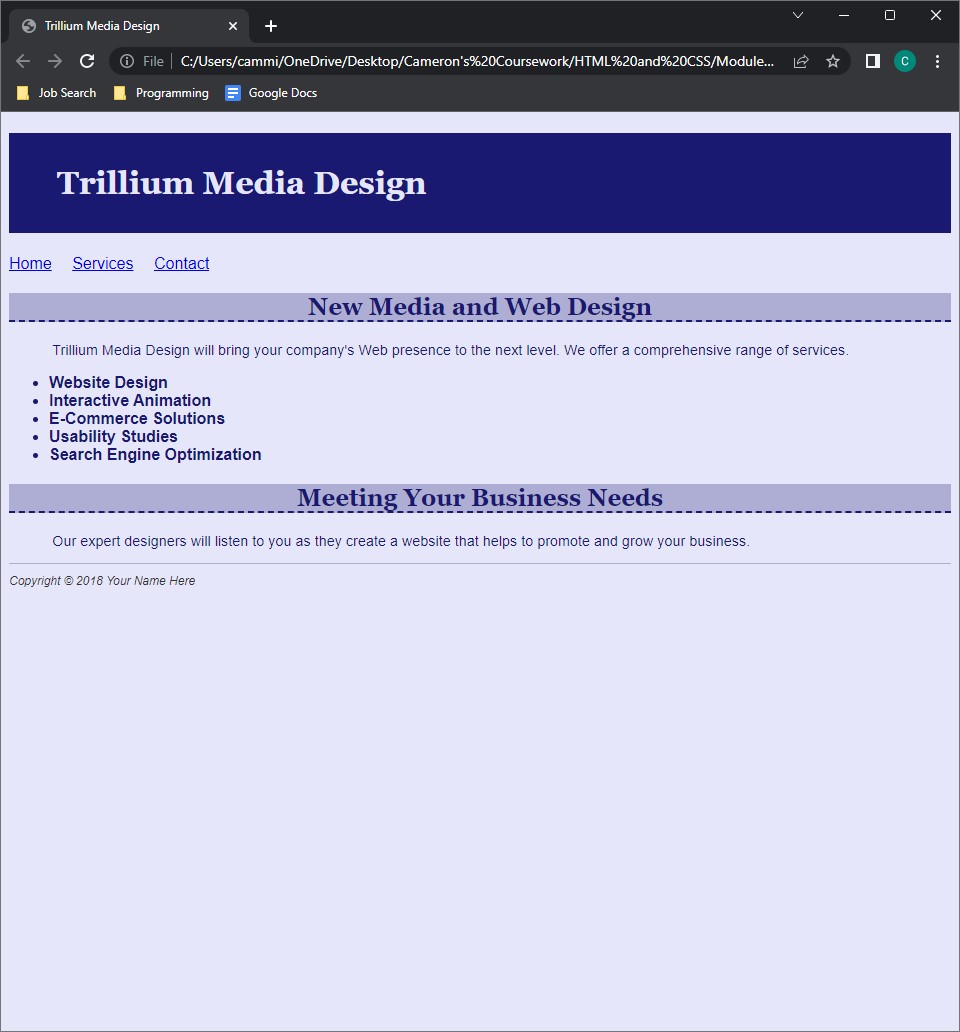 Trillium Media Design
File
C:/Users/cammi/OneDrive/Desktop/Cameron's%20Coursework/HTML%20and%20CSS/Module...
C
Job Search Programming Google Docs
Trillium Media Design
Home Services Contact
New Media and Web Design
Trillium Media Design will bring your company's Web presence to the next level. We offer a comprehensive range of services.
• Website Design
• Interactive Animation
• E-Commerce Solutions
• Usability Studies
• Search Engine Optimization
Meeting Your Business Needs
Our expert designers will listen to you as they create a website that helps to promote and grow your business.
Copyright © 2018 Your Name Here